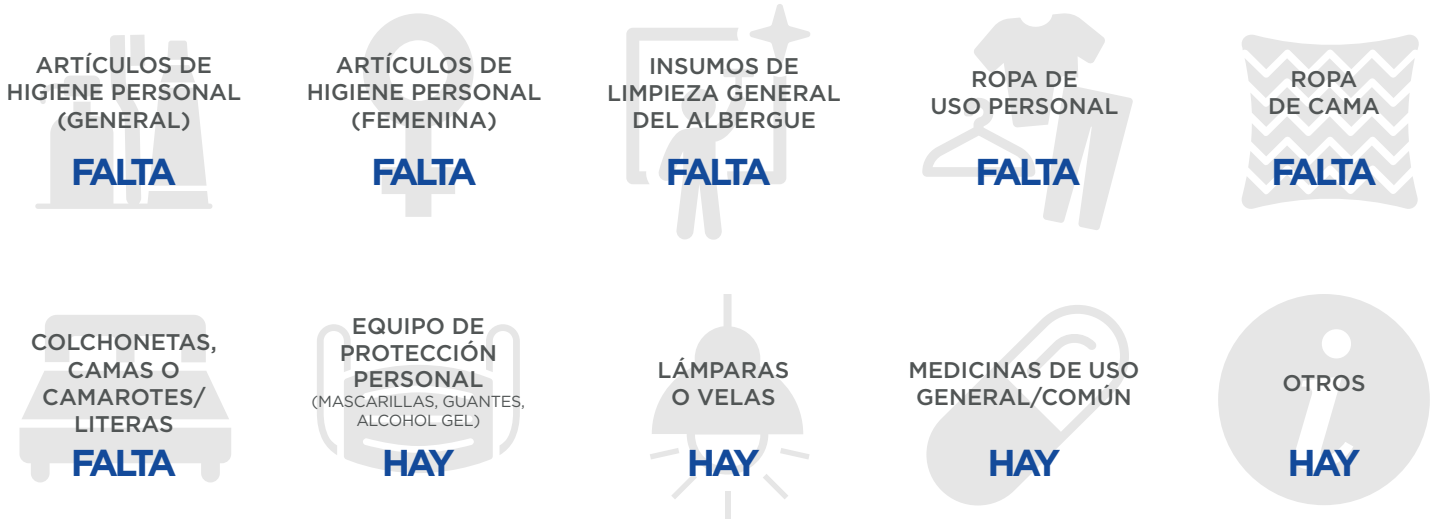 ARTÍCULOS DE
HIGIENE PERSONAL
(GENERAL)
FALTA
ARTÍCULOS DE
HIGIENE PERSONAL
(FEMENINA)
FALTA
INSUMOS DE
LIMPIEZA GENERAL
DEL ALBERGUE
FALTA
ROPA DE
USO PERSONAL
FALTA
ROPA
DE CAMA
FALTA
COLCHONETAS,
CAMAS O
CAMAROTES/
LITERAS
FALTA
EQUIPO DE
PROTECCIÓN
PERSONAL
(MASCARILLAS, GUANTES,
ALCOHOL GEL)
HAY
LÁMPARAS
O VELAS
HAY
MEDICINAS DE USO
GENERAL/COMÚN
HAY
OTROS
HAY